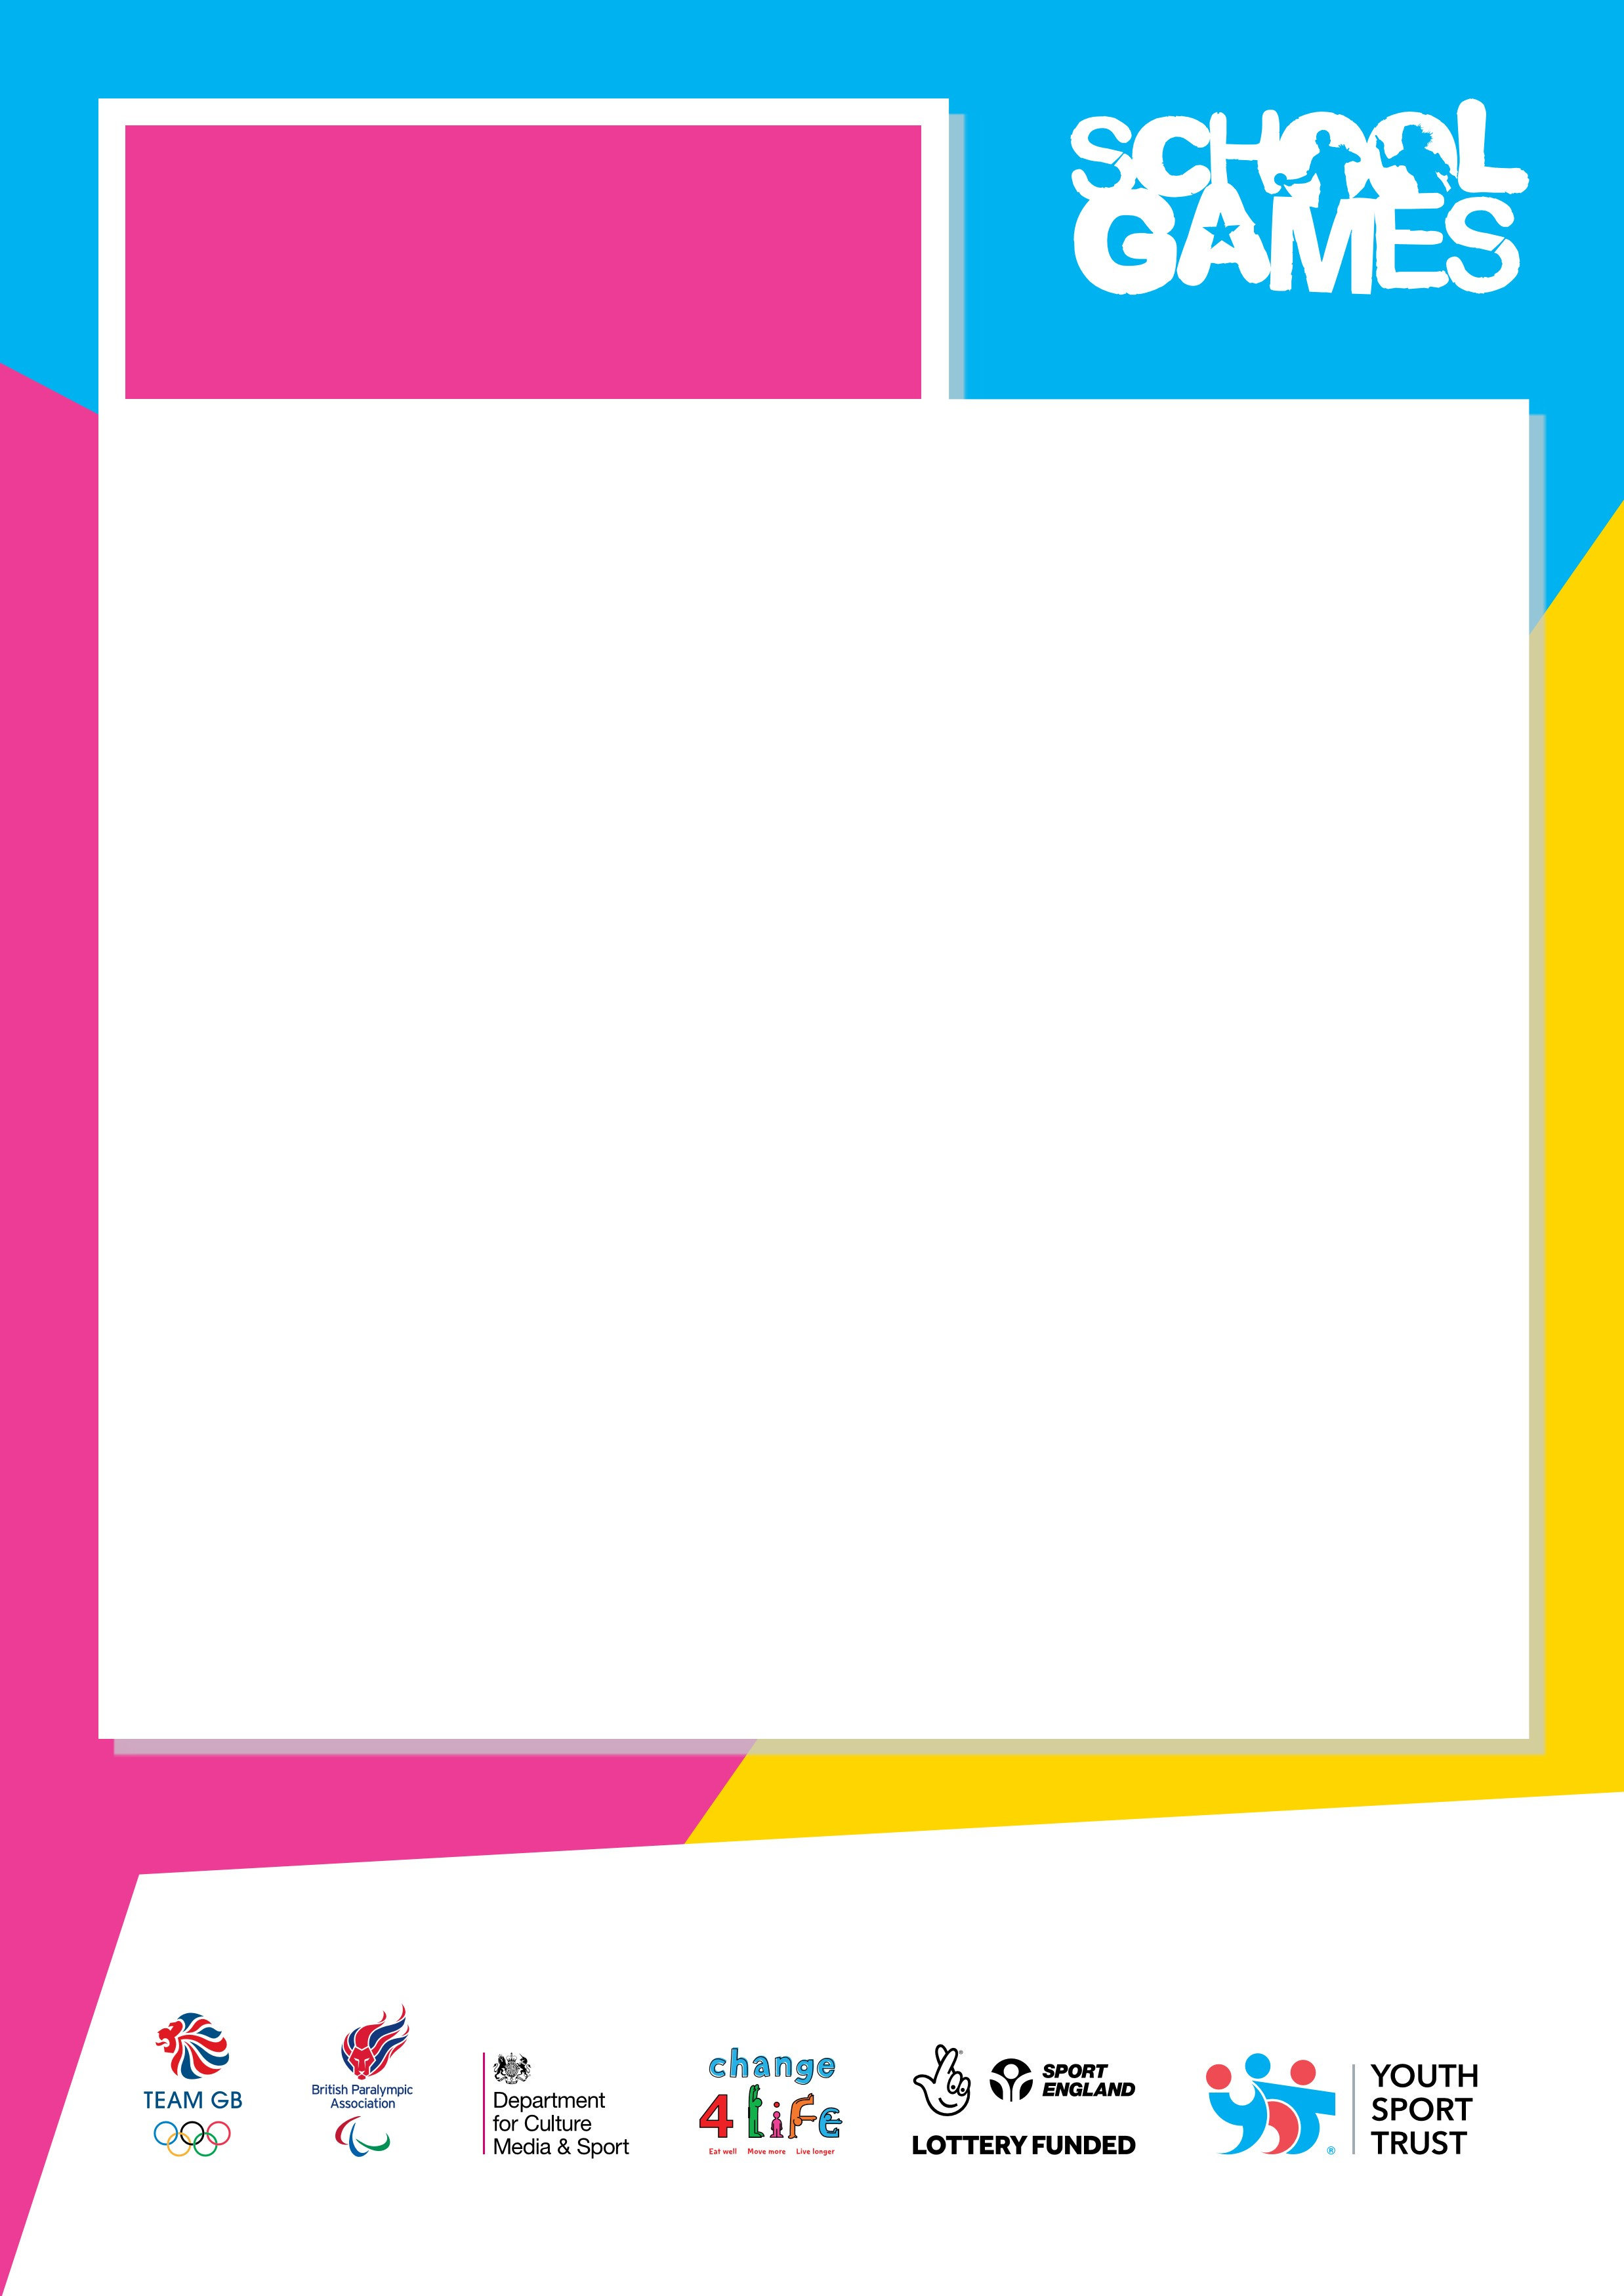 SCHOOL
GAMES
TEAM GB
British Paralympic
Association
Department
for Culture
Media & Sport
change
4 LiFE
Eat well Move more Live longer
SPORT
ENGLAND
LOTTERY FUNDED
®
YOUTH
SPORT
TRUST